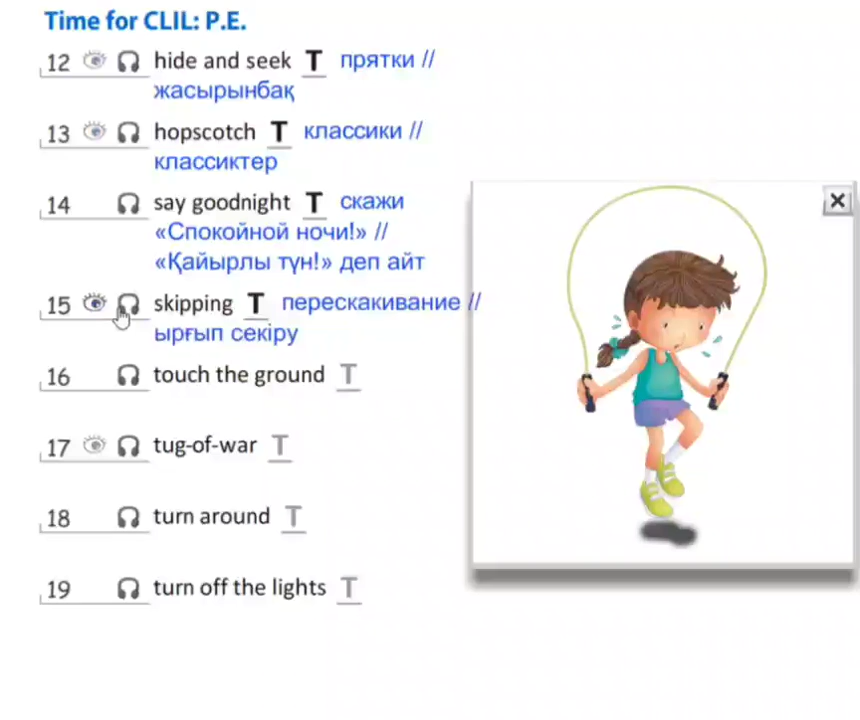 Time for CLIL: P.E.
12 hide and seek T прятки //
жасырынбақ
13 hopscotch T классики //
классиктер
14 say goodnight T скажи
«Спокойной ночи!» //
«Қайырлы түн!» деп айт
15 skipping T перескакивание //
ырғып секіру
16 touch the ground T
17 tug-of-war T
18 turn around T
19 turn off the lights T